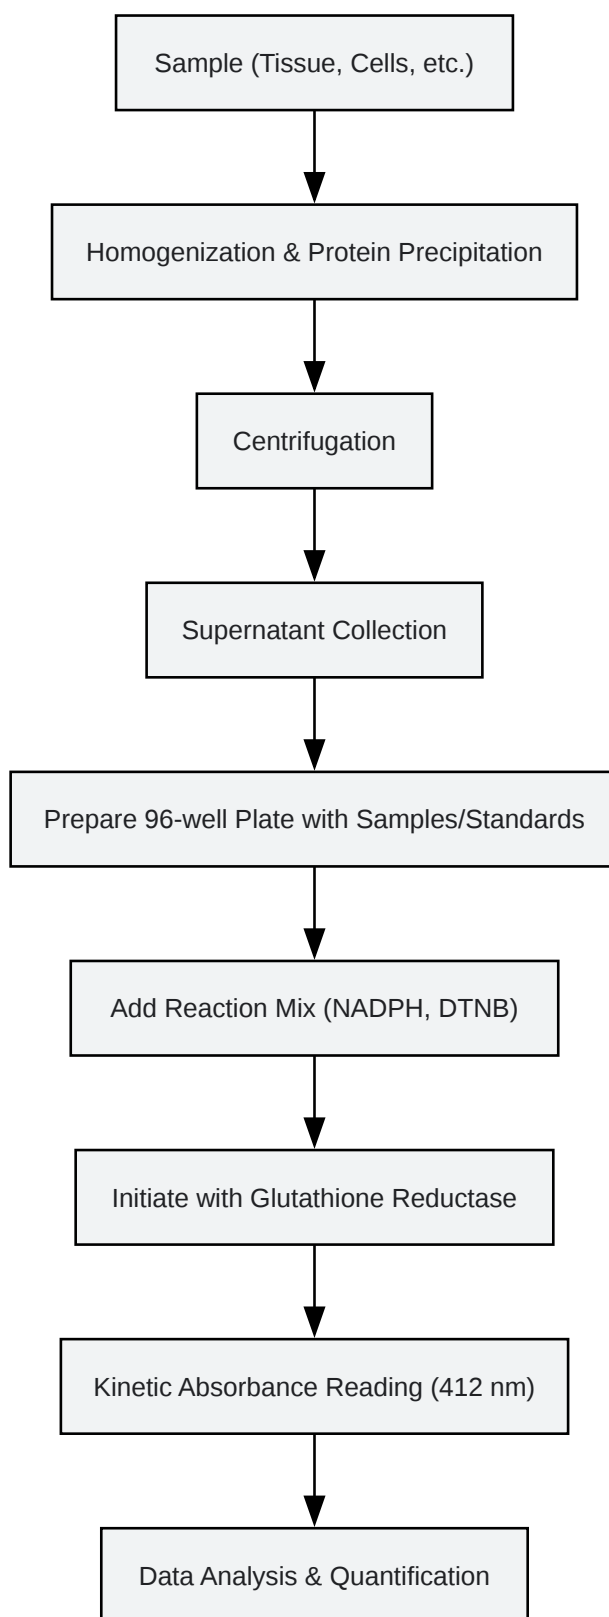 Sample (Tissue, Cells, etc.)
Homogenization & Protein Precipitation
Centrifugation
Supernatant Collection
Prepare 96-well Plate with Samples/Standards
Add Reaction Mix (NADPH, DTNB)
Initiate with Glutathione Reductase
Kinetic Absorbance Reading (412 nm)
Data Analysis & Quantification